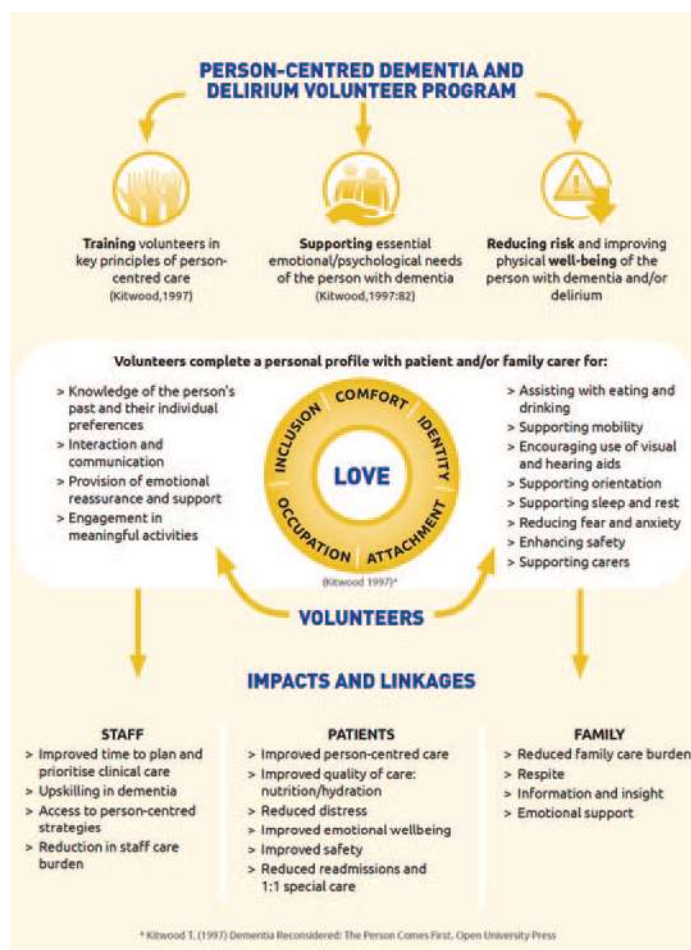 PERSON-CENTRED DEMENTIA AND
DELIRIUM VOLUNTEER PROGRAM
Training volunteers in
key principles of person-
centred care
(Kitwood,1997)
Supporting essential
emotional/psychological needs
of the person with dementia
(Kitwood,1997:82)
Reducing risk and improving
physical well-being of the
person with dementia and/or
delirium
Volunteers complete a personal profile with patient and/or family carer for:
> Knowledge of the person's
past and their individual
preferences
> Interaction and
communication
> Provision of emotional
reassurance and support
> Engagement in
meaningful activities
INCLUSION
COMFORT
IDENTITY
ATTACHMENT
OCCUPATION
LOVE
(Kitwood 1997)*
> Assisting with eating and
drinking
> Supporting mobility
> Encouraging use of visual
and hearing aids
> Supporting orientation
> Supporting sleep and rest
> Reducing fear and anxiety
> Enhancing safety
> Supporting carers
VOLUNTEERS
IMPACTS AND LINKAGES
STAFF
> Improved time to plan and
prioritise clinical care
> Upskilling in dementia
> Access to person-centred
strategies
> Reduction in staff care
burden
PATIENTS
> Improved person-centred care
> Improved quality of care:
nutrition/hydration
> Reduced distress
> Improved emotional wellbeing
> Improved safety
> Reduced readmissions and
1:1 special care
FAMILY
> Reduced family care burden
> Respite
> Information and insight
> Emotional support
* Kitwood T. (1997) Dementia Reconsidered: The Person Comes First. Open University Press